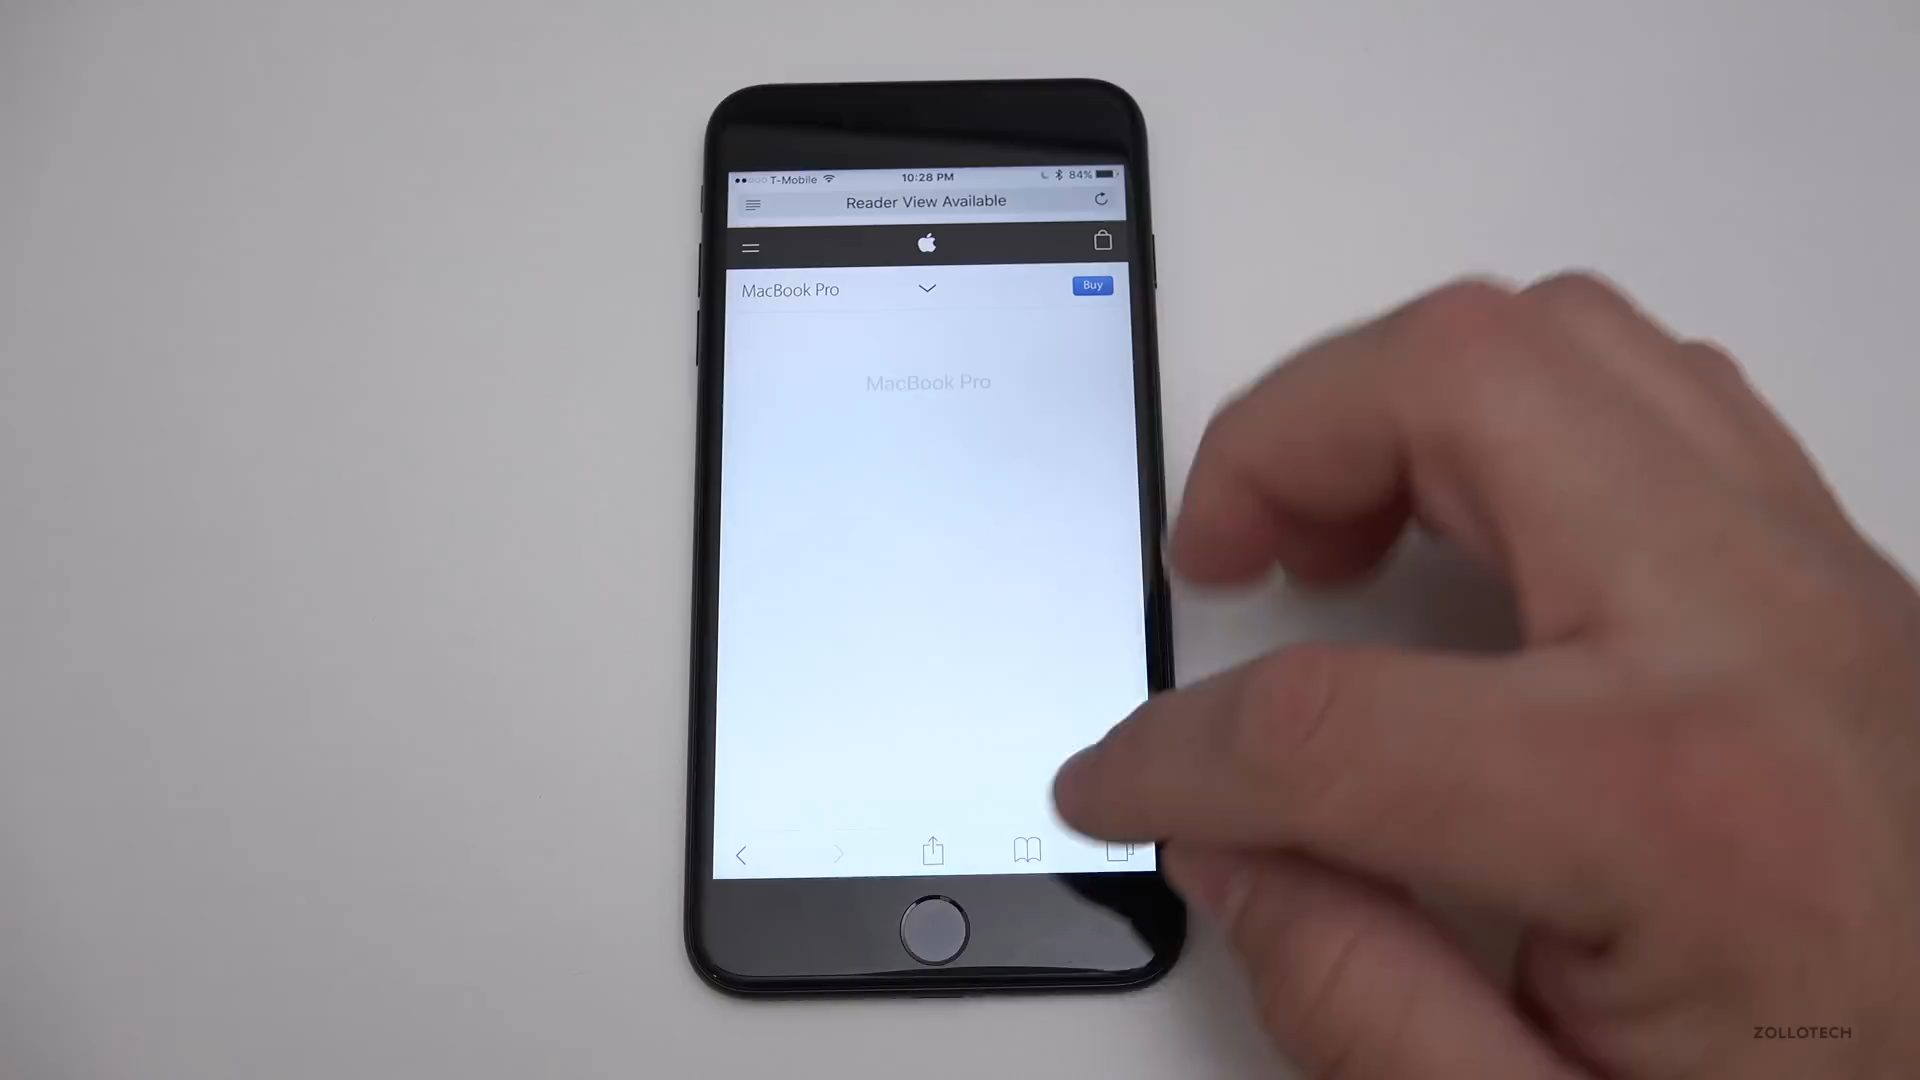 T-Mobile 10:28 PM 84%
Reader View Available
MacBook Pro Buy
MacBook Pro
ZOLLOTECH